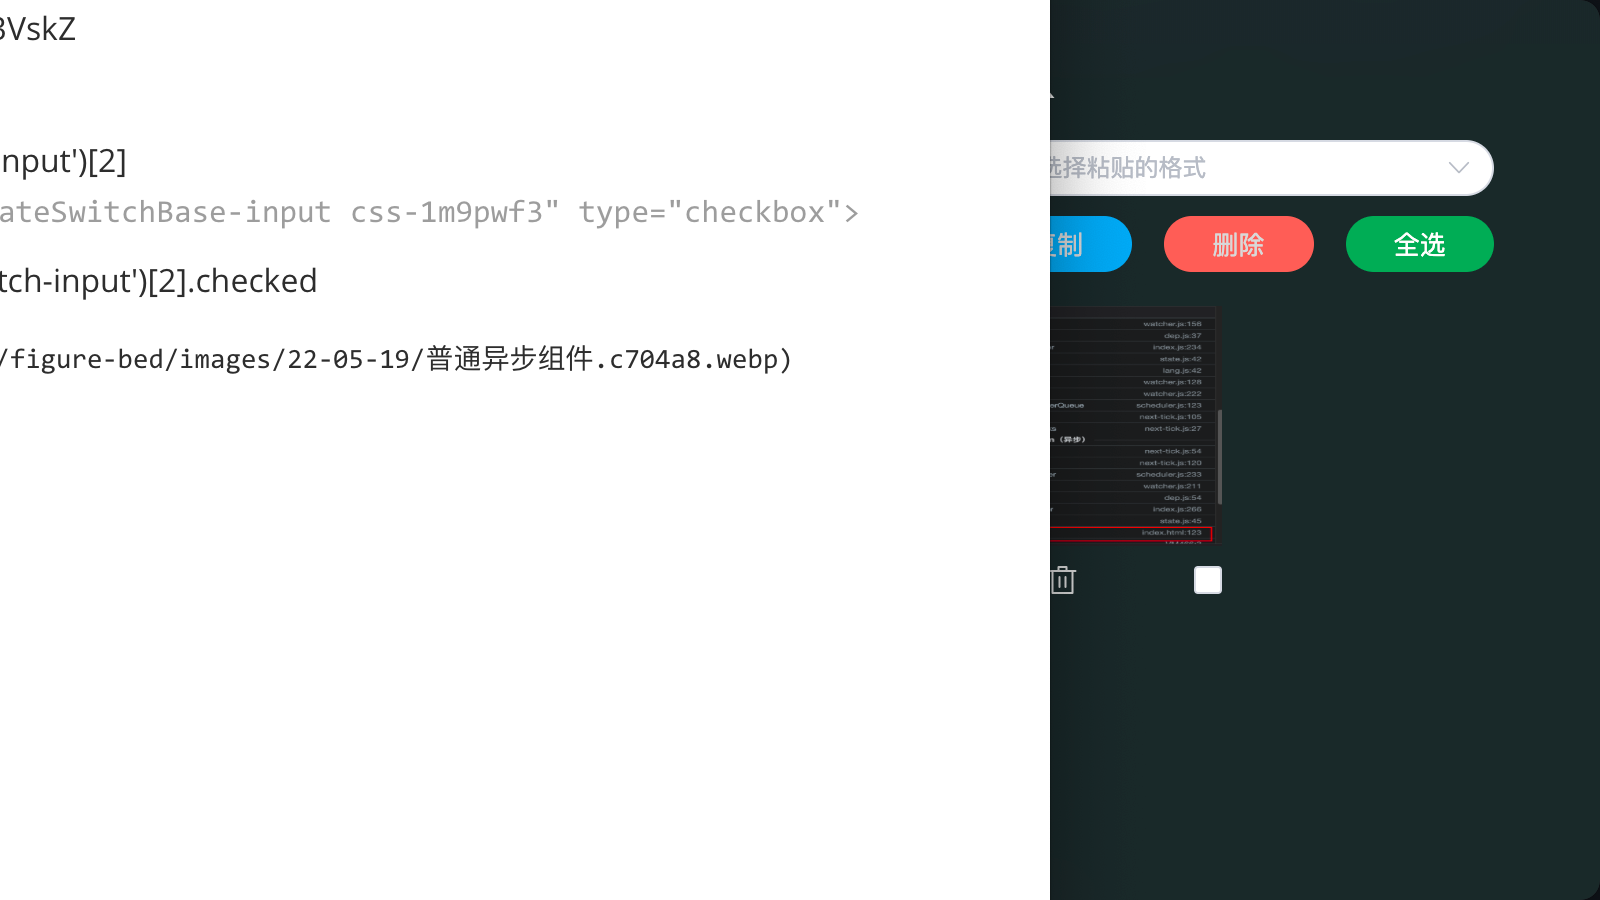 3VskZ
nput')[2]
ateSwitchBase-input css-1m9pwf3" type="checkbox">
tch-input')[2].checked
/figure-bed/images/22-05-19/普通异步组件.c704a8.webp)
选择粘贴的格式
复制
删除
全选
watcher.js:158
dep.js:37
r index.js:234
state.js:42
lang.js:42
watcher.js:128
watcher.js:222
erQueue scheduler.js:123
next-tick.js:105
ks next-tick.js:27
n（异步）
next-tick.js:54
next-tick.js:120
er scheduler.js:233
watcher.js:211
dep.js:54
r index.js:266
state.js:45
index.html:123